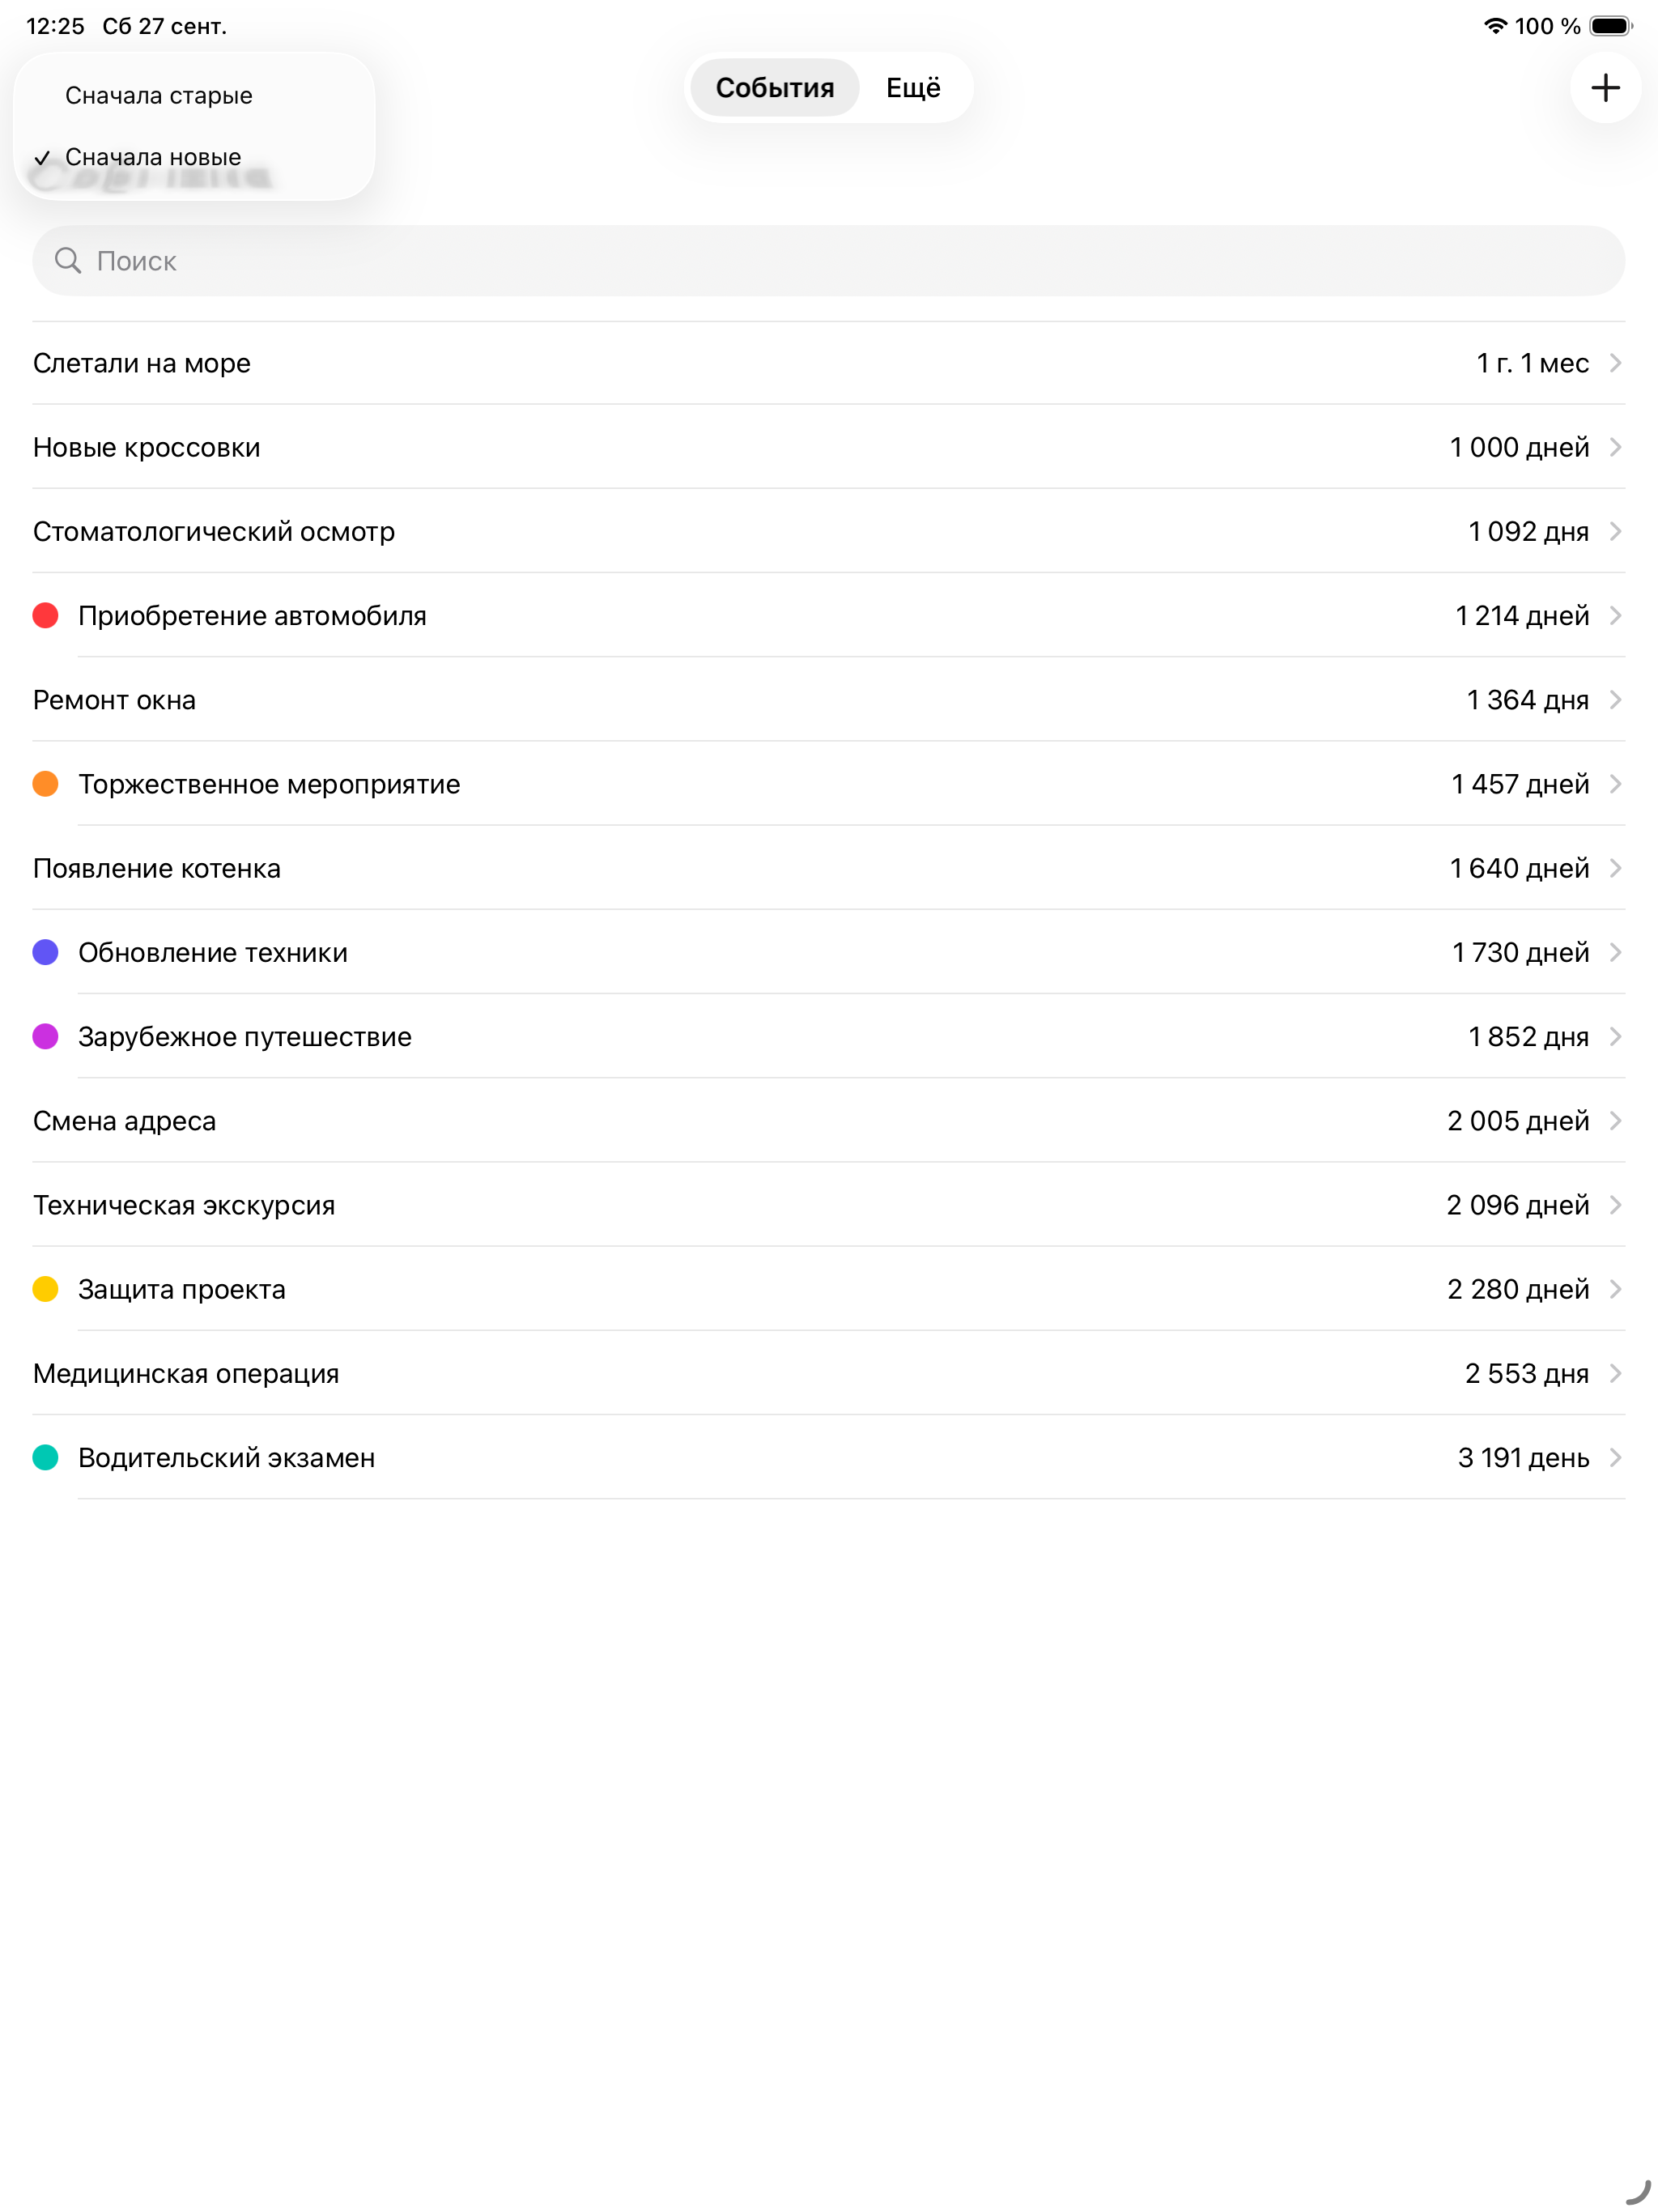 12:25 Сб 27 сент.
100 %
Сначала старые
Сначала новые
События
Ещё
Поиск
Слетали на море 1 г. 1 мес
Новые кроссовки 1 000 дней
Стоматологический осмотр 1 092 дня
Приобретение автомобиля 1 214 дней
Ремонт окна 1 364 дня
Торжественное мероприятие 1 457 дней
Появление котенка 1 640 дней
Обновление техники 1 730 дней
Зарубежное путешествие 1 852 дня
Смена адреса 2 005 дней
Техническая экскурсия 2 096 дней
Защита проекта 2 280 дней
Медицинская операция 2 553 дня
Водительский экзамен 3 191 день